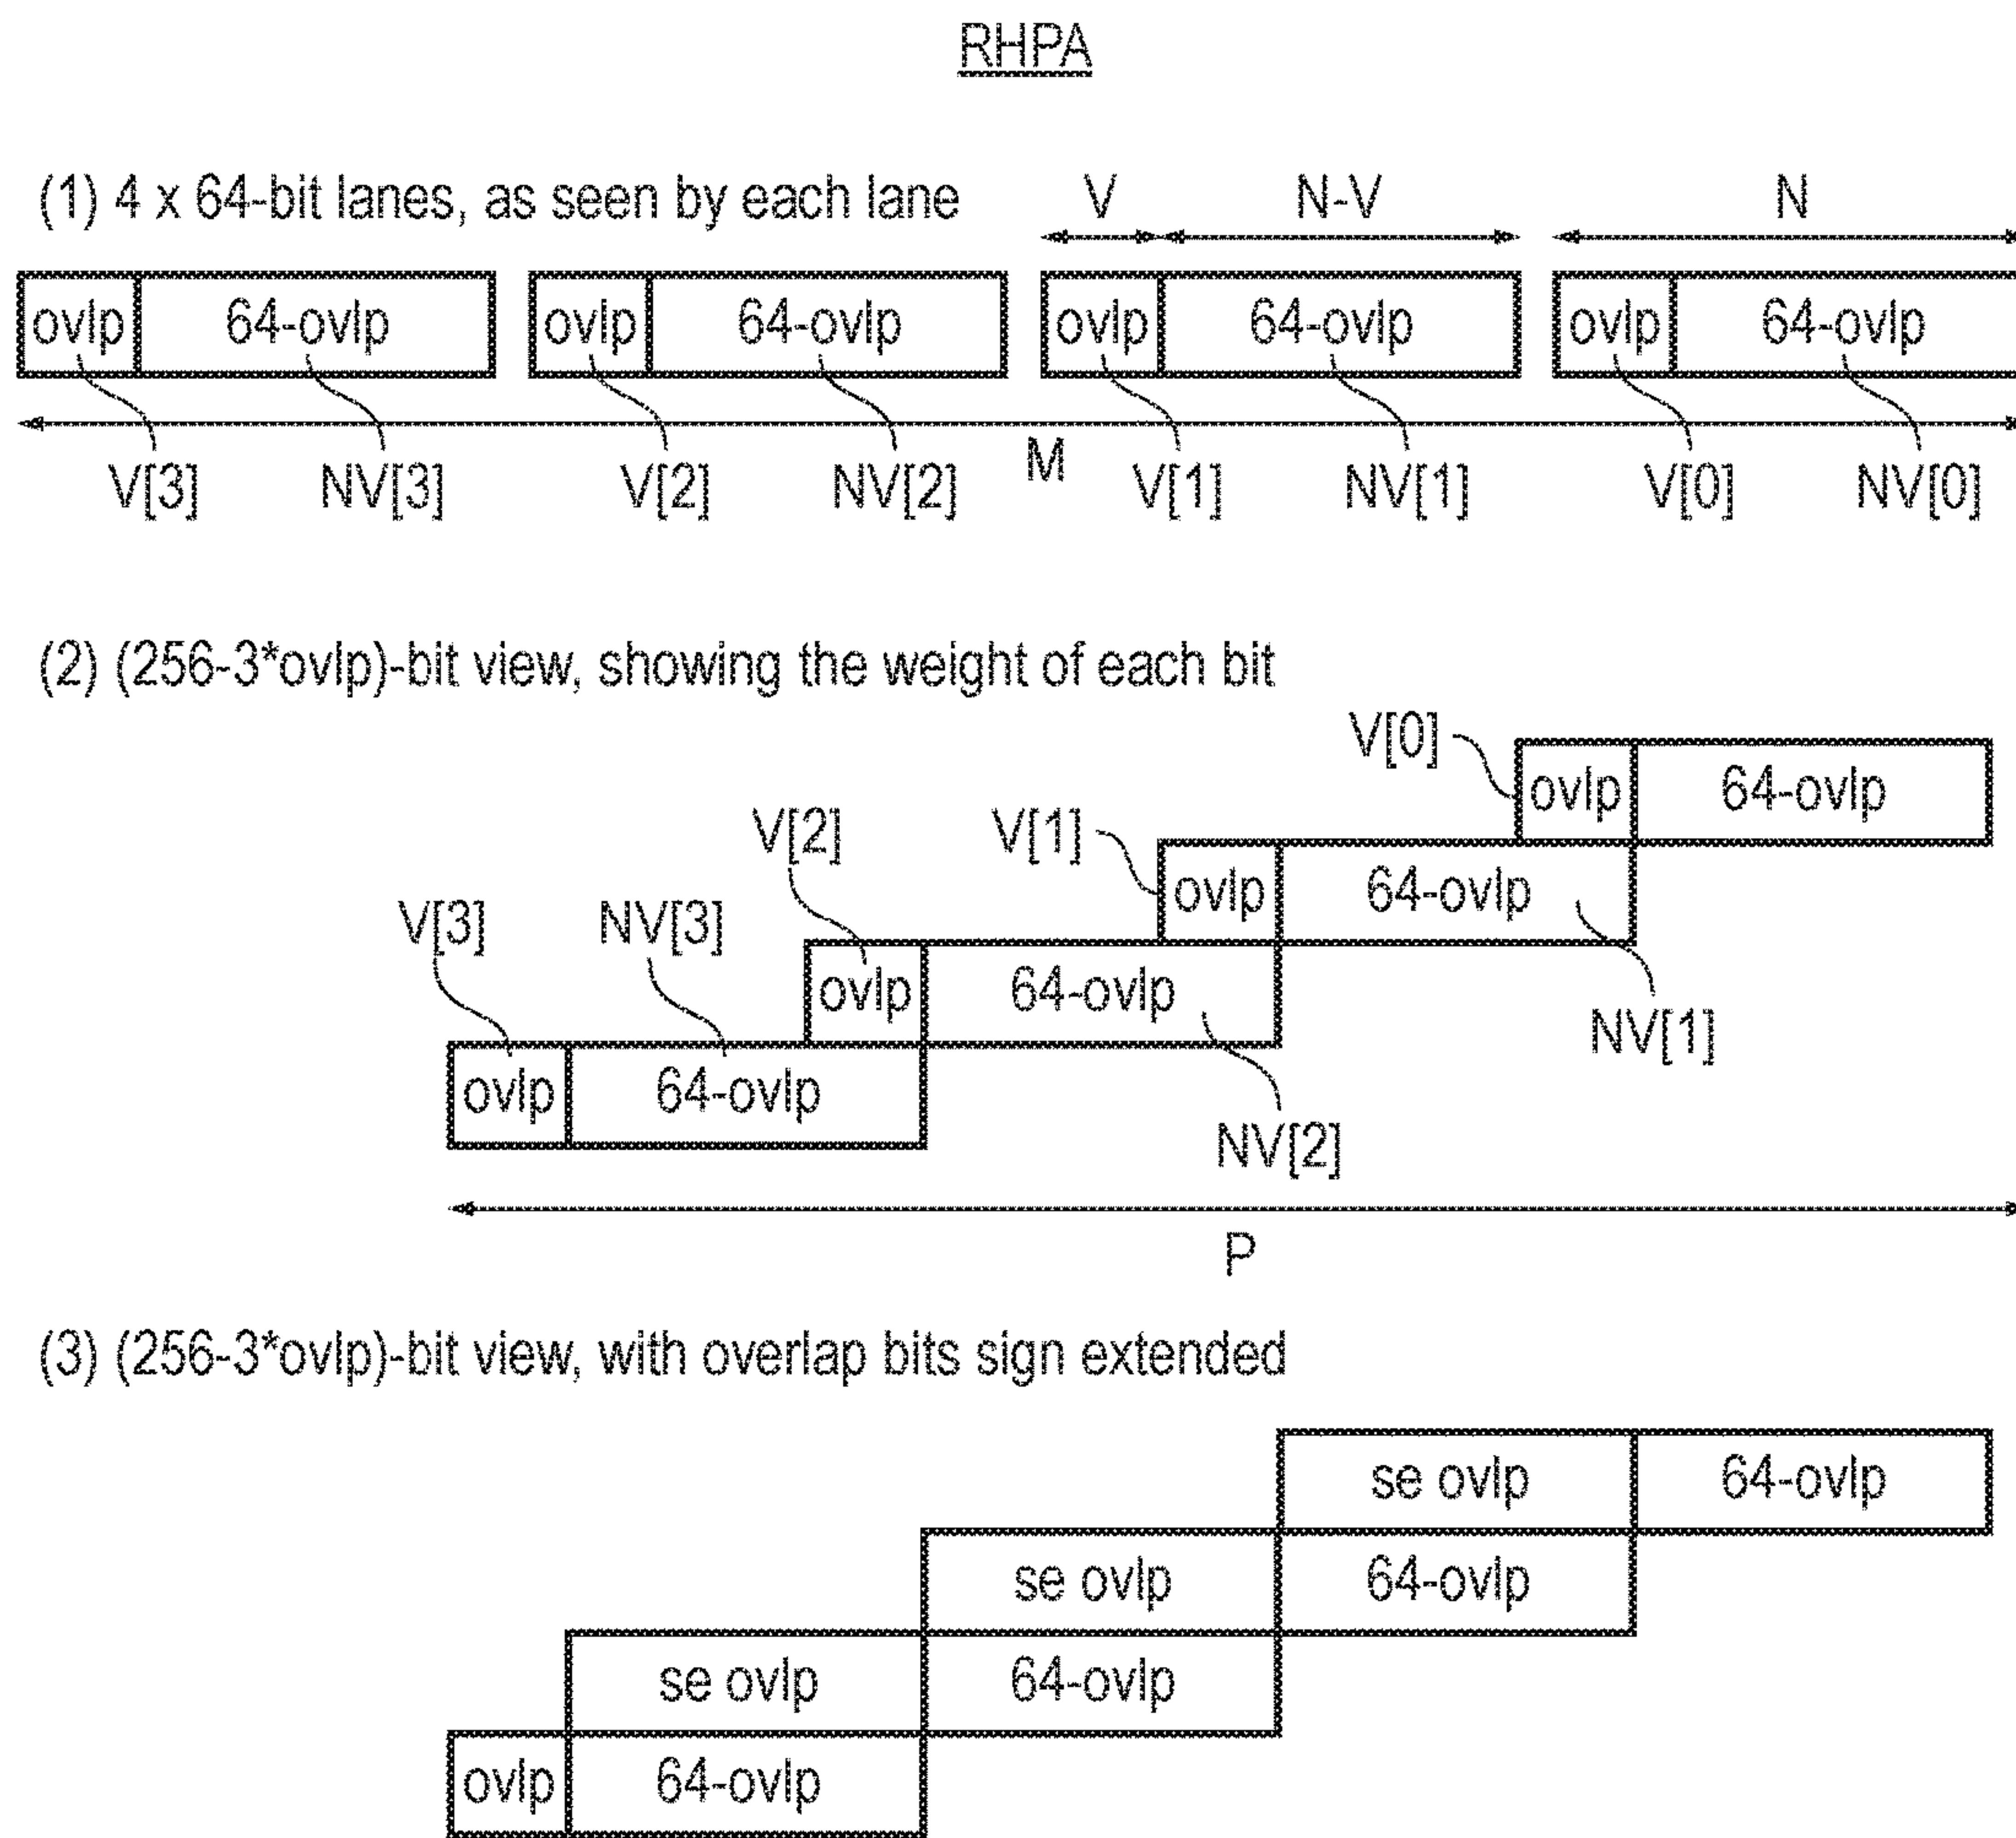 RHPA
(1) 4 x 64-bit lanes, as seen by each lane
V N-V N
ovlp 64-ovlp ovlp 64-ovlp ovlp 64-ovlp ovlp 64-ovlp
M
V[3] NV[3] V[2] NV[2] V[1] NV[1] V[0] NV[0]
(2) (256-3*ovlp)-bit view, showing the weight of each bit
V[0]
ovlp 64-ovlp
V[2] V[1]
ovlp 64-ovlp
V[3] NV[3]
ovlp 64-ovlp
NV[1]
ovlp 64-ovlp
NV[2]
P
(3) (256-3*ovlp)-bit view, with overlap bits sign extended
se ovlp 64-ovlp
se ovlp 64-ovlp
se ovlp 64-ovlp
ovlp 64-ovlp